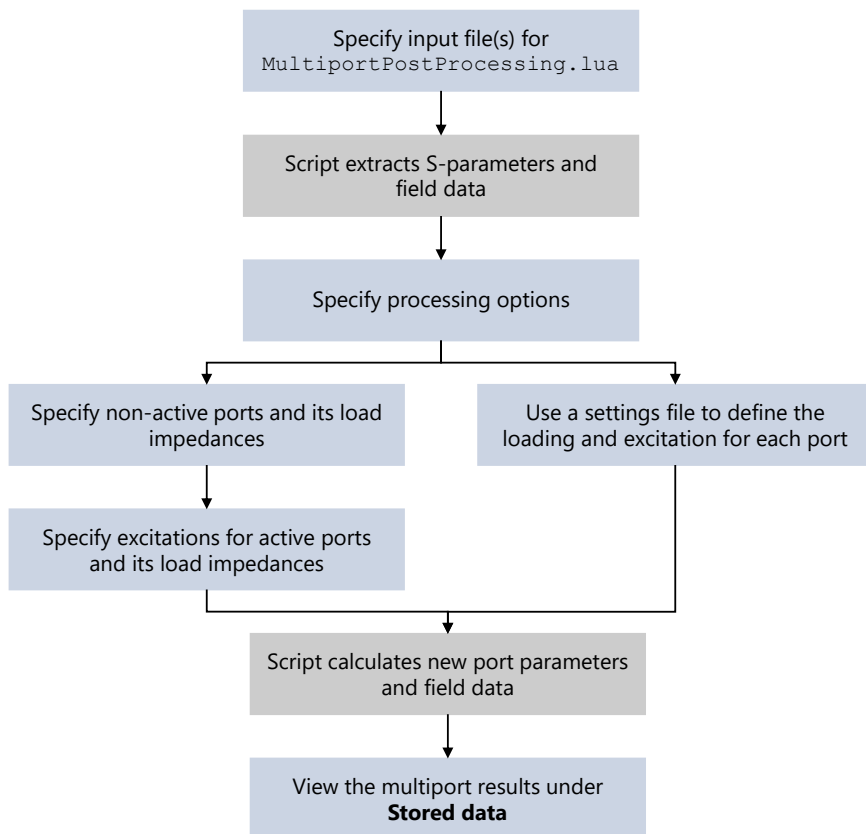 Specify input file(s) for
MultiportPostProcessing.lua
Script extracts S-parameters and
field data
Specify processing options
Specify non-active ports and its load
impedances
Use a settings file to define the
loading and excitation for each port
Specify excitations for active ports
and its load impedances
Script calculates new port parameters
and field data
View the multiport results under
Stored data